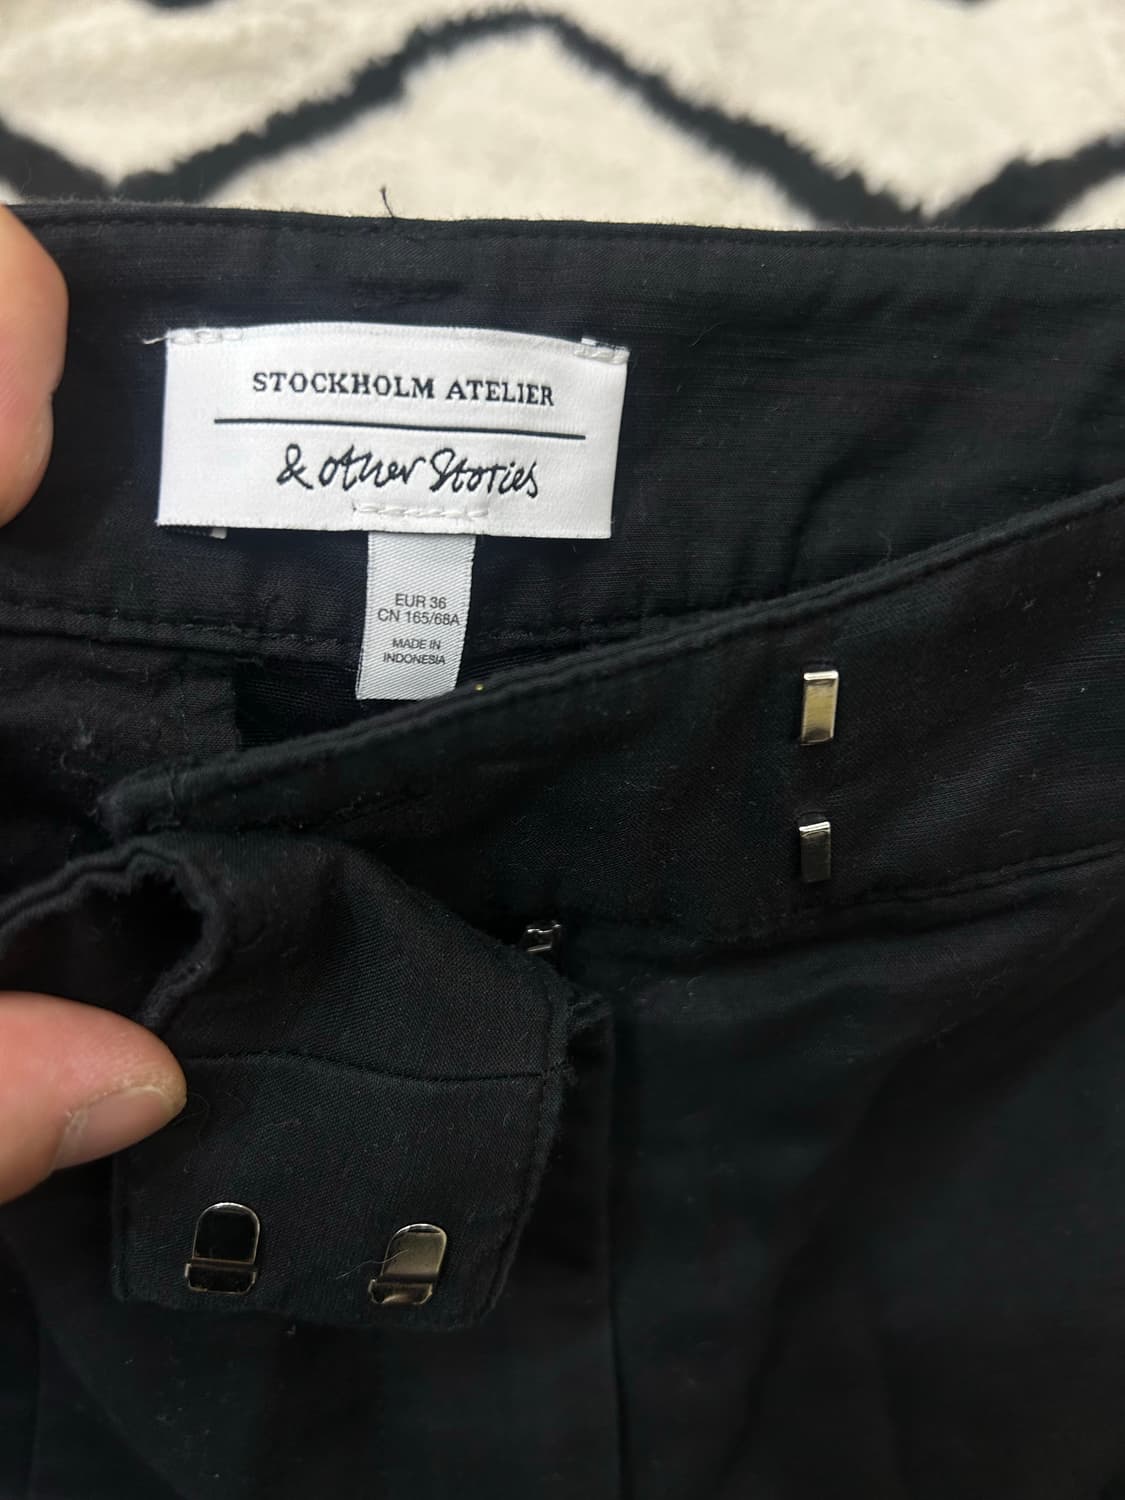 STOCKHOLM ATELIER
& other Stories
EUR 36
CN 165/68A
MADE IN
INDONESIA